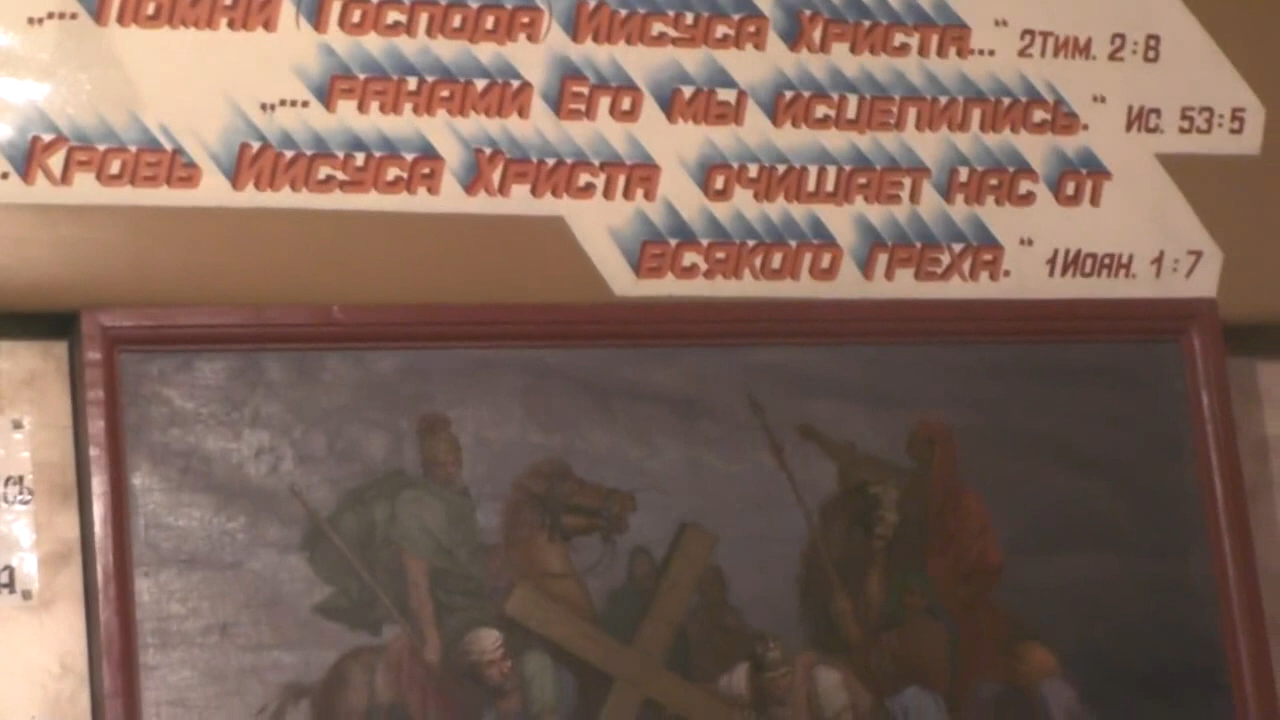 „... Помни (Господа) Иисуса Христа..." 2Тим. 2:8
„... ранами Его мы исцелились." Ис. 53:5
.Кровь Иисуса Христа очищает нас от
всякого греха." 1Иоан. 1:7
сь
а.